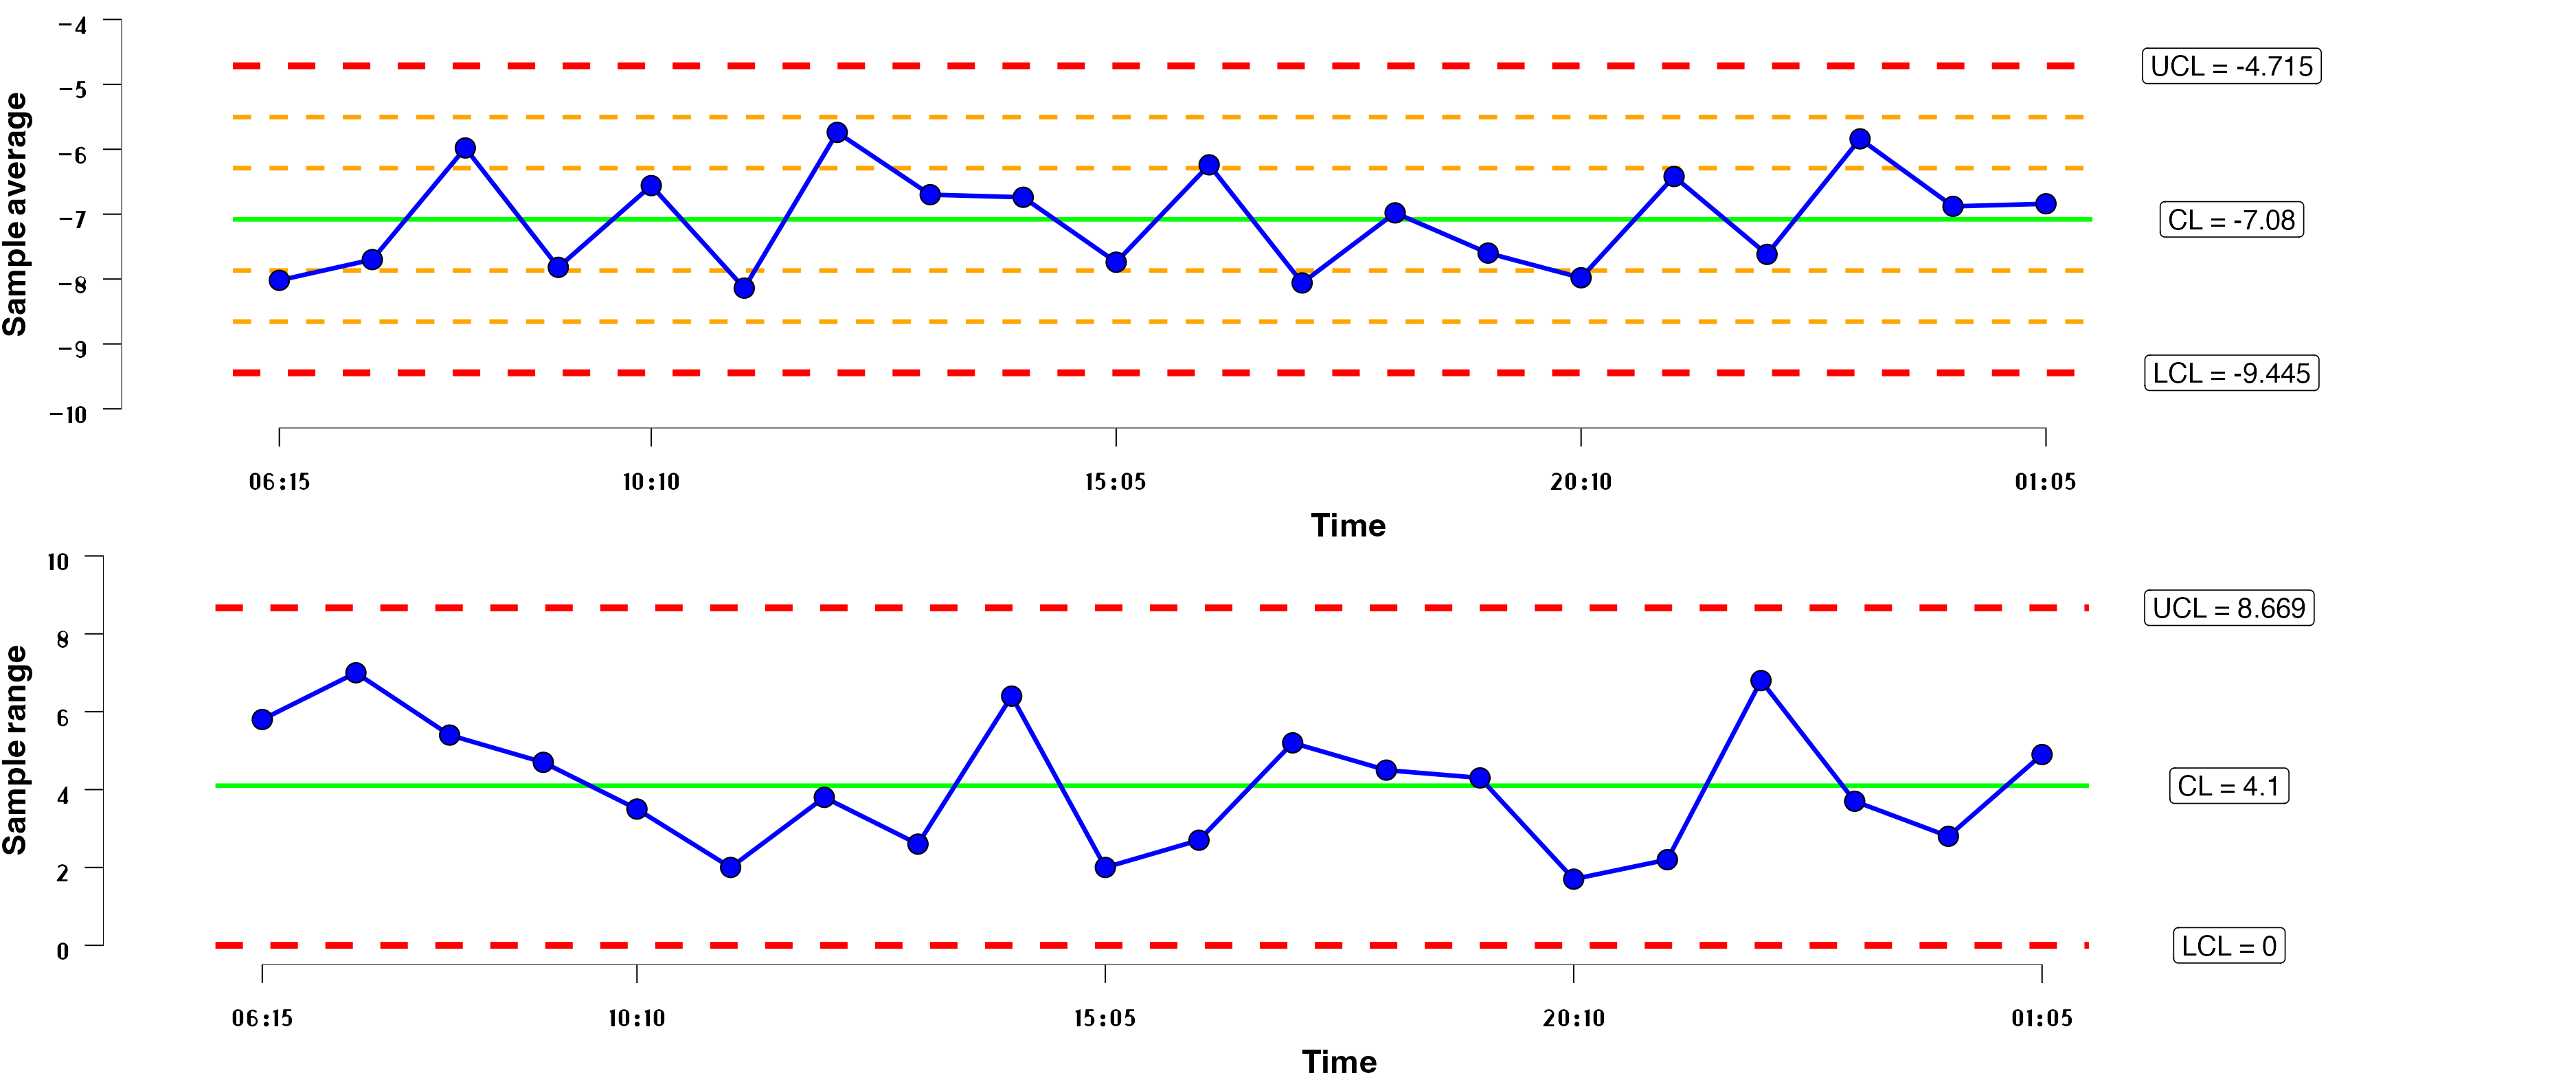 Sample average
−4
−5
−6
−7
−8
−9
−10
UCL = -4.715
CL = -7.08
LCL = -9.445
06:15 10:10 15:05 20:10 01:05
Time
Sample range
10
8
6
4
2
0
UCL = 8.669
CL = 4.1
LCL = 0
06:15 10:10 15:05 20:10 01:05
Time